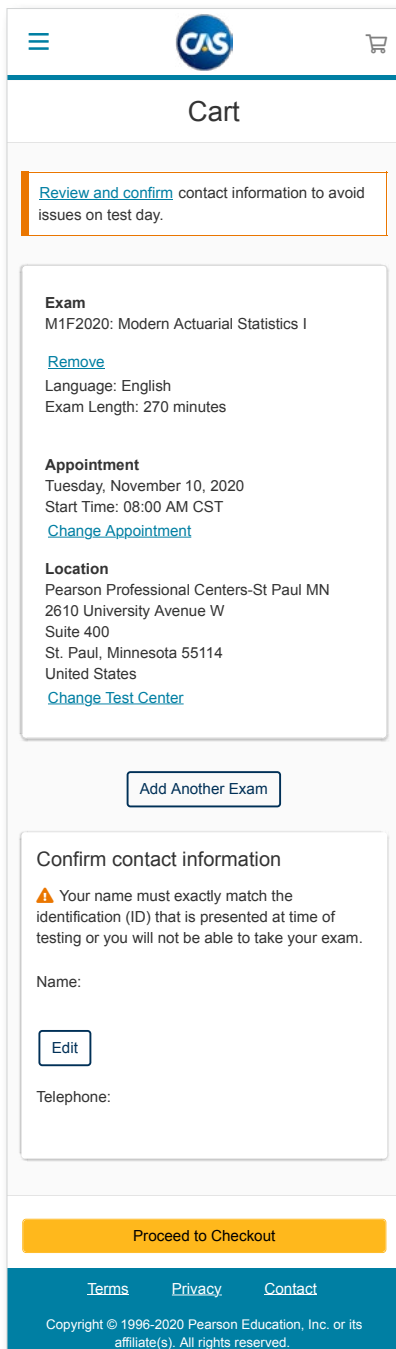 CAS
Cart
Review and confirm contact information to avoid
issues on test day.
Exam
M1F2020: Modern Actuarial Statistics I
Remove
Language: English
Exam Length: 270 minutes
Appointment
Tuesday, November 10, 2020
Start Time: 08:00 AM CST
Change Appointment
Location
Pearson Professional Centers-St Paul MN
2610 University Avenue W
Suite 400
St. Paul, Minnesota 55114
United States
Change Test Center
Add Another Exam
Confirm contact information
Your name must exactly match the
identification (ID) that is presented at time of
testing or you will not be able to take your exam.
Name:
Edit
Telephone:
Proceed to Checkout
Terms Privacy Contact
Copyright © 1996-2020 Pearson Education, Inc. or its
affiliate(s). All rights reserved.